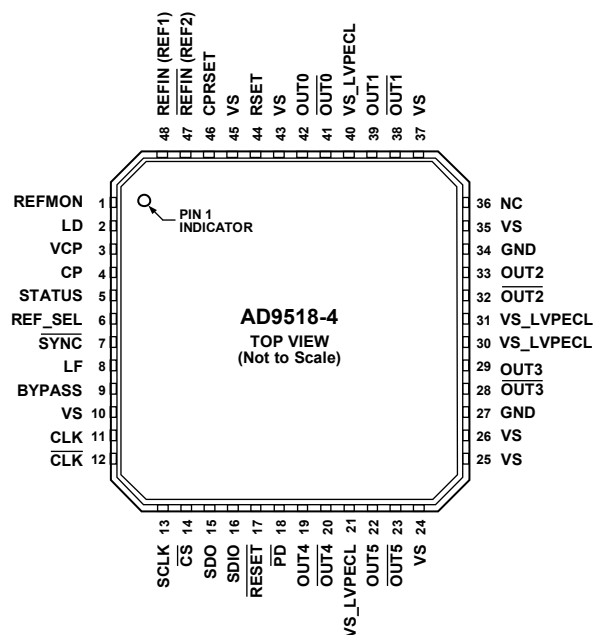 48 REFIN (REF1)
47 REFIN (REF2)
46 CPRSET
45 VS
44 RSET
43 VS
42 OUT0
41 OUT0
40 VS_LVPECL
39 OUT1
38 OUT1
37 VS
REFMON 1
LD 2
VCP 3
CP 4
STATUS 5
REF_SEL 6
SYNC 7
LF 8
BYPASS 9
VS 10
CLK 11
CLK 12
PIN 1
INDICATOR
AD9518-4
TOP VIEW
(Not to Scale)
36 NC
35 VS
34 GND
33 OUT2
32 OUT2
31 VS_LVPECL
30 VS_LVPECL
29 OUT3
28 OUT3
27 GND
26 VS
25 VS
SCLK 13
CS 14
SDO 15
SDIO 16
RESET 17
PD 18
OUT4 19
OUT4 20
VS_LVPECL 21
OUT5 22
OUT5 23
VS 24